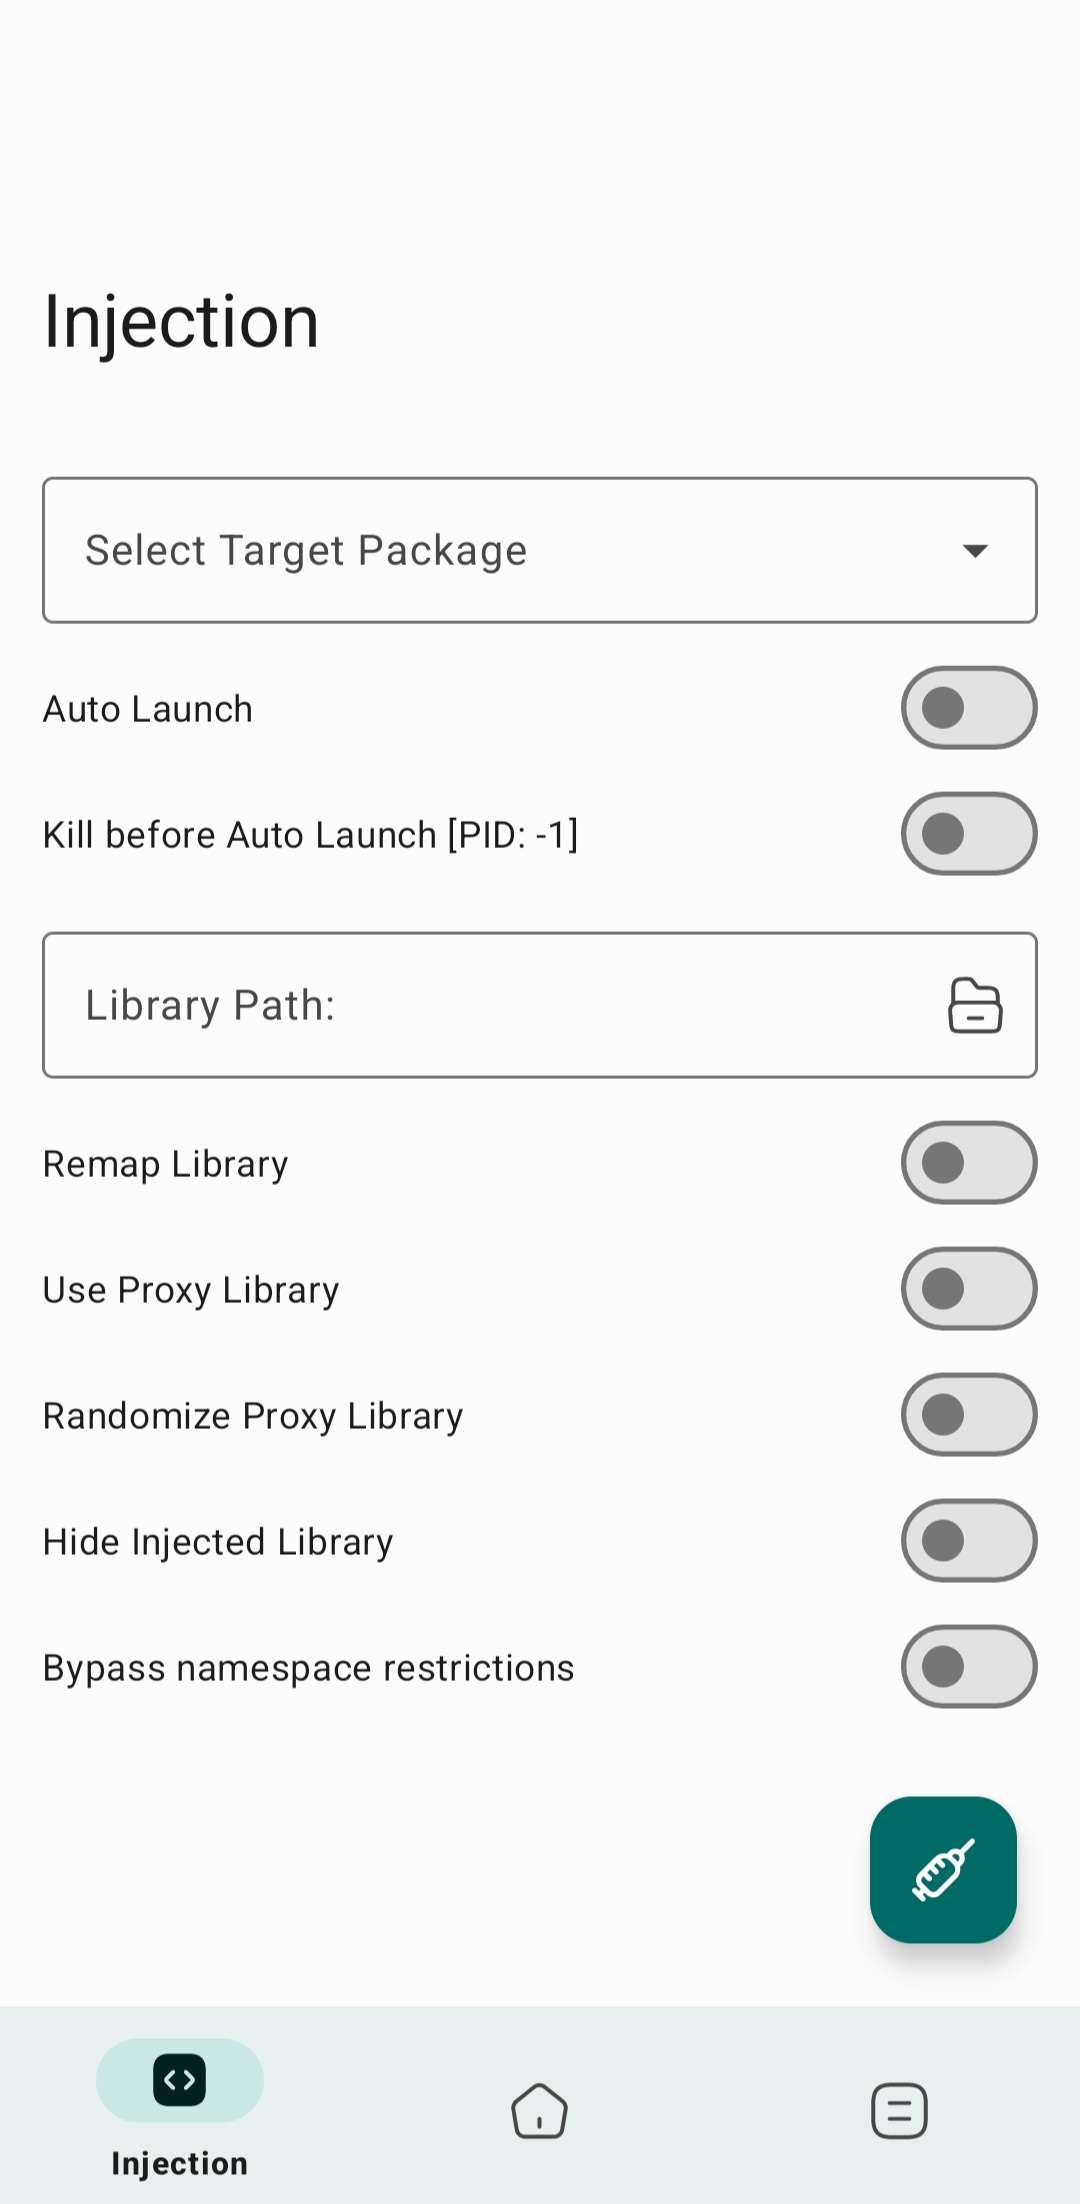 Injection
Select Target Package
Auto Launch
Kill before Auto Launch [PID: -1]
Library Path:
Remap Library
Use Proxy Library
Randomize Proxy Library
Hide Injected Library
Bypass namespace restrictions
Injection